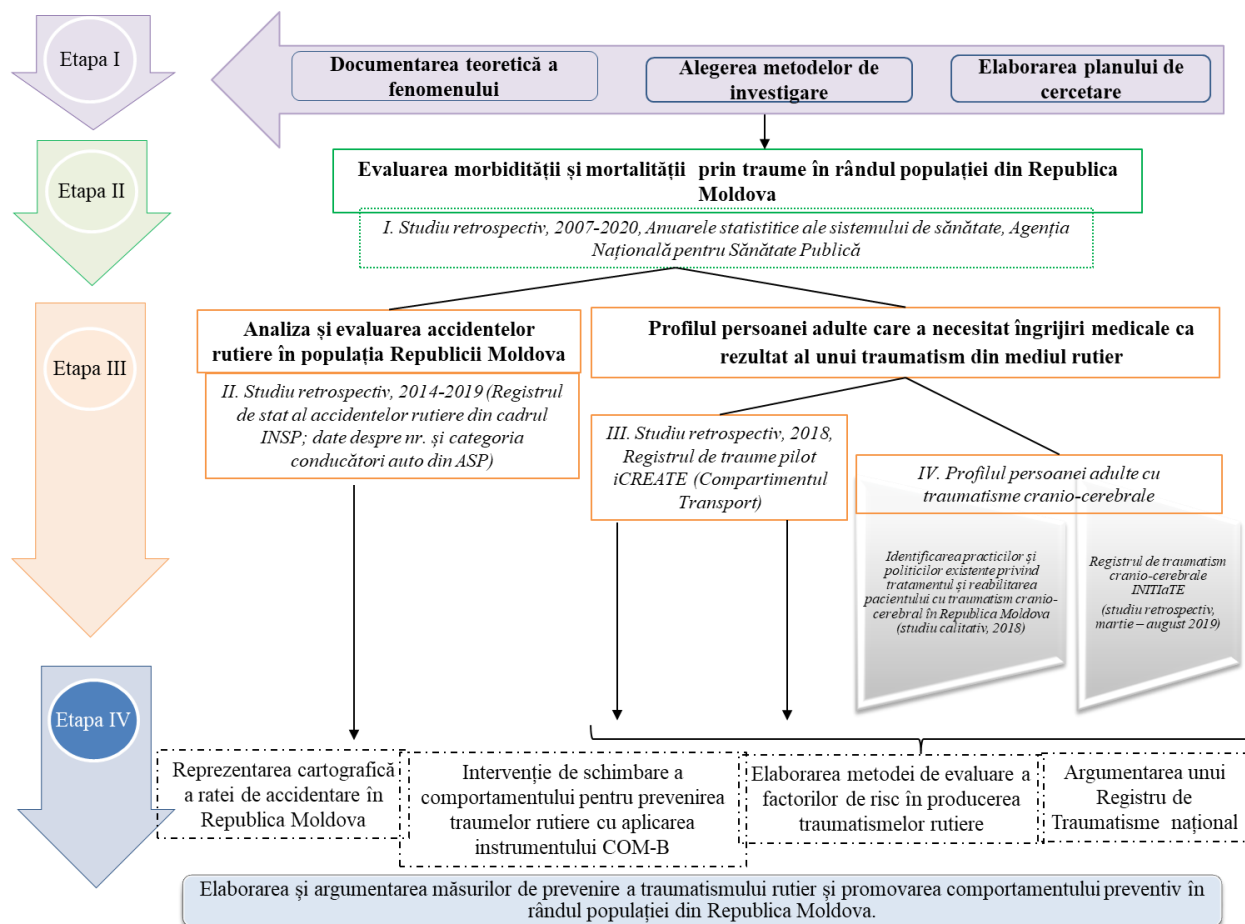 Etapa I
Documentarea teoretică a
fenomenului
Alegerea metodelor de
investigare
Elaborarea planului de
cercetare
Etapa II
Evaluarea morbidității și mortalității prin traume în rândul populației din Republica
Moldova
I. Studiu retrospectiv, 2007-2020, Anuarele statistitice ale sistemului de sănătate, Agenția
Națională pentru Sănătate Publică
Etapa III
Analiza și evaluarea accidentelor
rutiere în populația Republicii Moldova
II. Studiu retrospectiv, 2014-2019 (Registrul
de stat al accidentelor rutiere din cadrul
INSP; date despre nr. și categoria
conducători auto din ASP)
Profilul persoanei adulte care a necesitat îngrijiri medicale ca
rezultat al unui traumatism din mediul rutier
III. Studiu retrospectiv, 2018,
Registrul de traume pilot
iCREATE (Compartimentul
Transport)
IV. Profilul persoanei adulte cu
traumatisme cranio-cerebrale
Identificarea practicilor și
politicilor existente privind
tratamentul și reabilitarea
pacientului cu traumatism cranio-
cerebral în Republica Moldova
(studiu calitativ, 2018)
Registrul de traumatism
cranio-cerebrale
INITIaTE
(studiu retrospectiv,
martie – august 2019)
Etapa IV
Reprezentarea cartografică
a ratei de accidentare în
Republica Moldova
Intervenție de schimbare a
comportamentului pentru prevenirea
traumelor rutiere cu aplicarea
instrumentului COM-B
Elaborarea metodei de evaluare a
factorilor de risc în producerea
traumatismelor rutiere
Argumentarea unui
Registru de
Traumatisme național
Elaborarea și argumentarea măsurilor de prevenire a traumatismului rutier și promovarea comportamentului preventiv în
rândul populației din Republica Moldova.